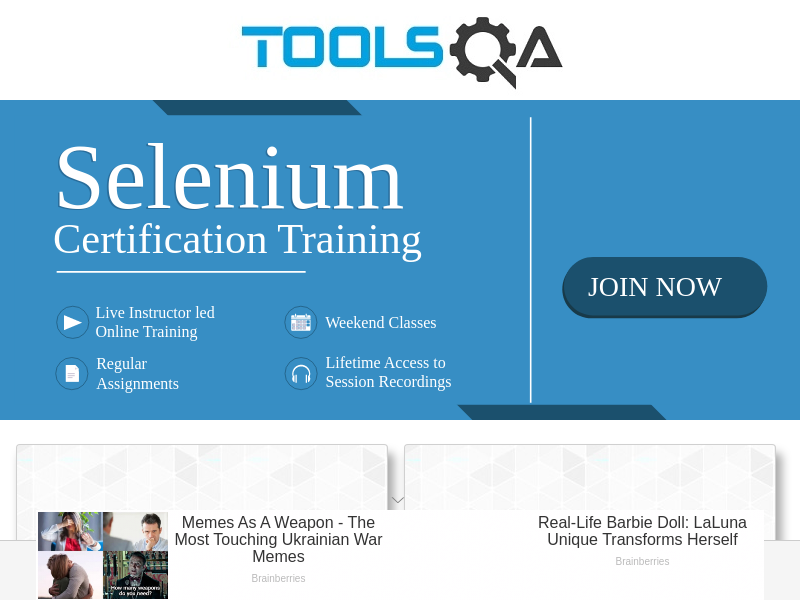 TOOLSQA
Selenium
Certification Training
Live Instructor led
Online Training
Weekend Classes
Regular
Assignments
Lifetime Access to
Session Recordings
JOIN NOW
Memes As A Weapon - The
Most Touching Ukrainian War
Memes
Brainberries
How many weapons
do you need?
Real-Life Barbie Doll: LaLuna
Unique Transforms Herself
Brainberries